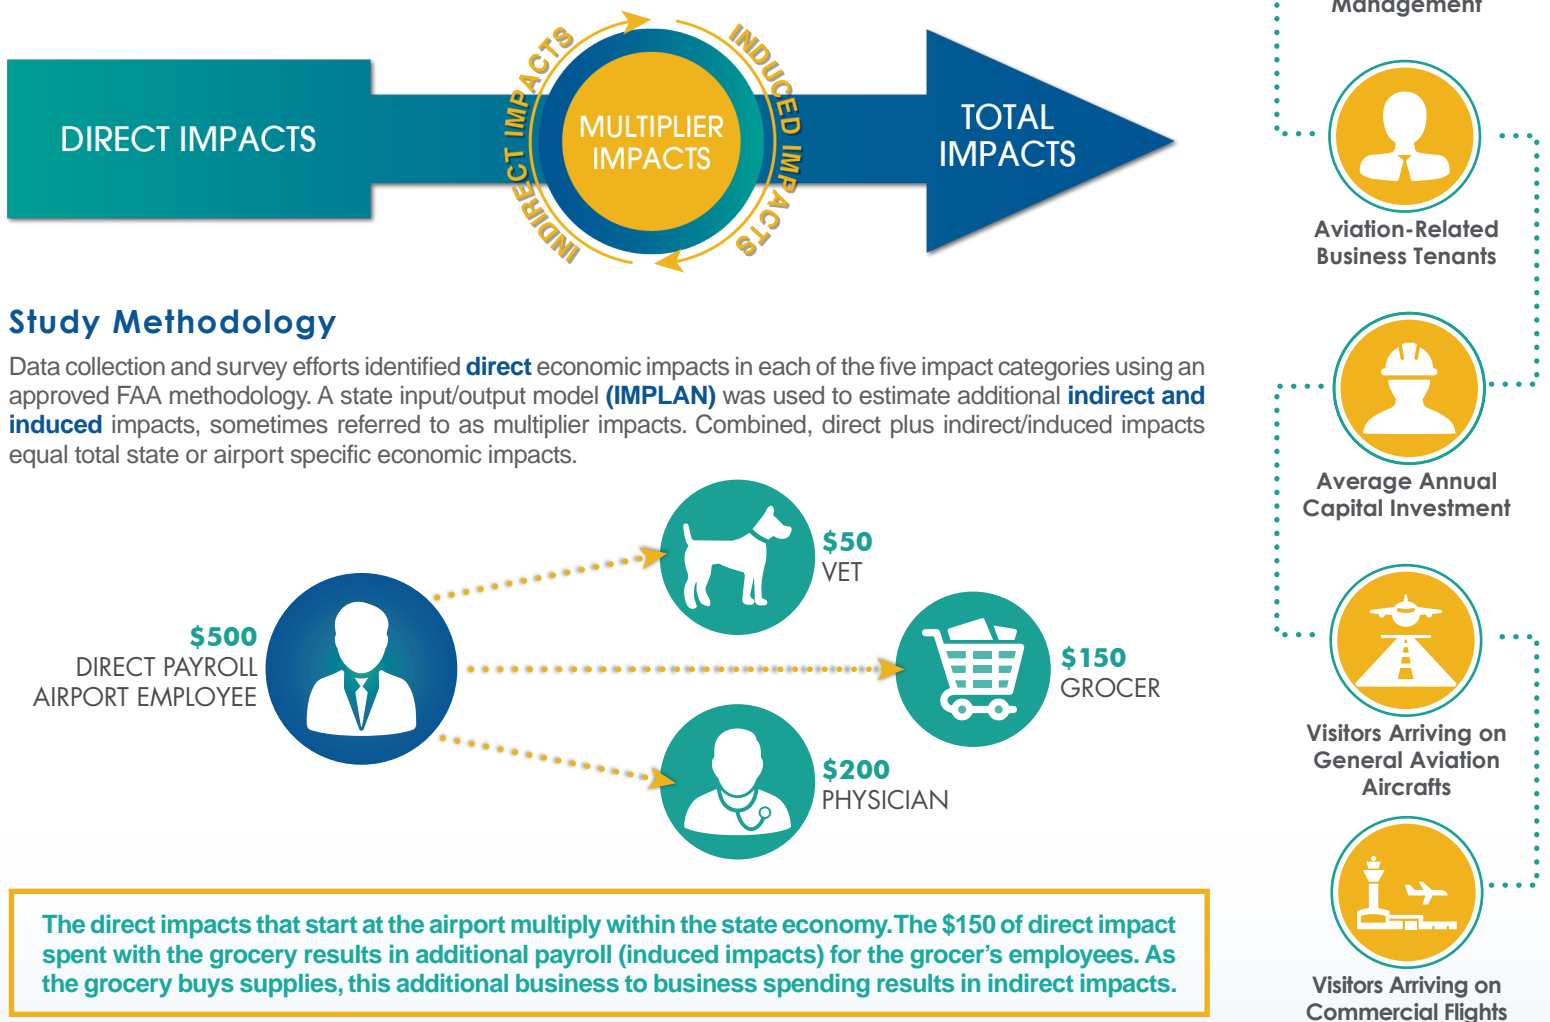 DIRECT IMPACTS
INDIRECT IMPACTS
MULTIPLIER
IMPACTS
INDUCED IMPACTS
TOTAL
IMPACTS
Study Methodology
Data collection and survey efforts identified direct economic impacts in each of the five impact categories using an
approved FAA methodology. A state input/output model (IMPLAN) was used to estimate additional indirect and
induced impacts, sometimes referred to as multiplier impacts. Combined, direct plus indirect/induced impacts
equal total state or airport specific economic impacts.
$500
DIRECT PAYROLL
AIRPORT EMPLOYEE
$50
VET
$150
GROCER
$200
PHYSICIAN
The direct impacts that start at the airport multiply within the state economy. The $150 of direct impact
spent with the grocery results in additional payroll (induced impacts) for the grocer’s employees. As
the grocery buys supplies, this additional business to business spending results in indirect impacts.
Management
Aviation-Related
Business Tenants
Average Annual
Capital Investment
Visitors Arriving on
General Aviation
Aircrafts
Visitors Arriving on
Commercial Flights